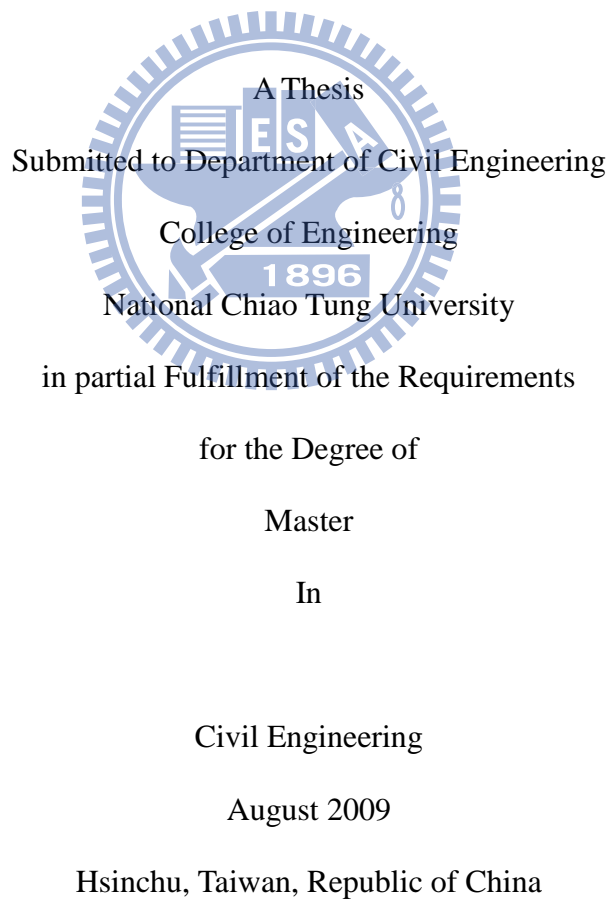 A Thesis
E S A
Submitted to Department of Civil Engineering
College of Engineering
1896
National Chiao Tung University
in partial Fulfillment of the Requirements
for the Degree of
Master
In
Civil Engineering
August 2009
Hsinchu, Taiwan, Republic of China